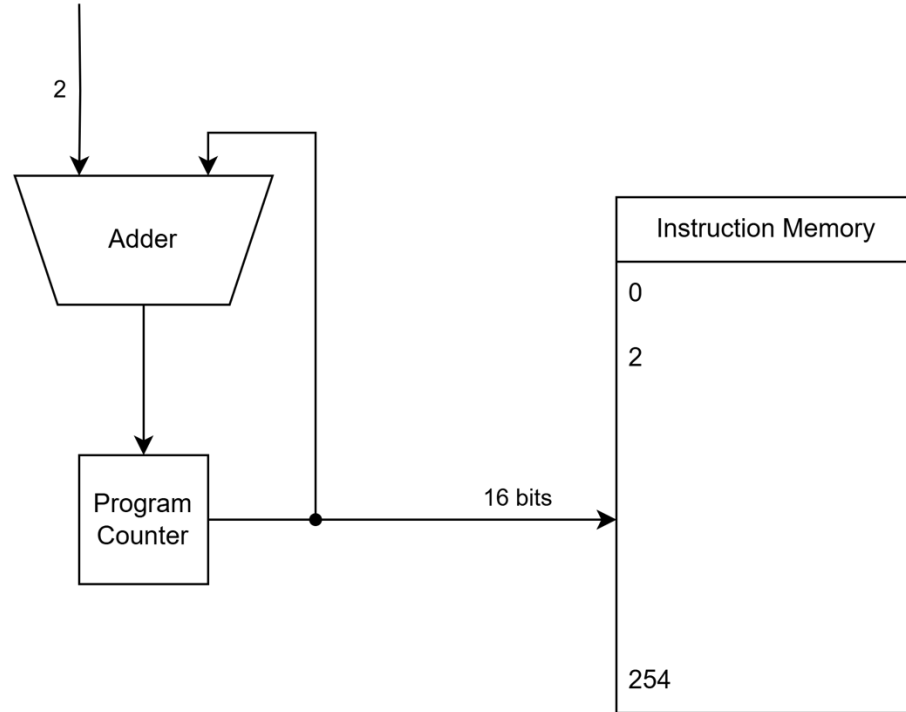 2
Adder
Instruction Memory
0
2
Program
Counter
16 bits
254